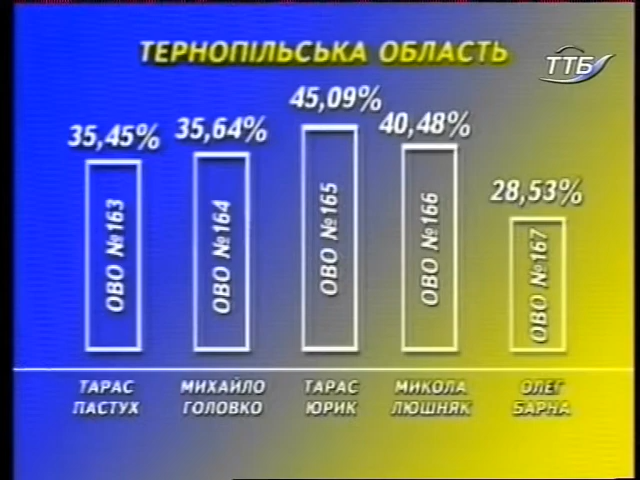 ТЕРНОПІЛЬСЬКА ОБЛАСТЬ
ТТБ
35,45%
35,64%
45,09%
40,48%
28,53%
ОВО №163
ОВО №164
ОВО №165
ОВО №166
ОВО №167
ТАРАС
ПАСТУХ
МИХАЙЛО
ГОЛОВКО
ТАРАС
ЮРИК
МИКОЛА
ЛЮШНЯК
ОЛЕГ
БАРНА